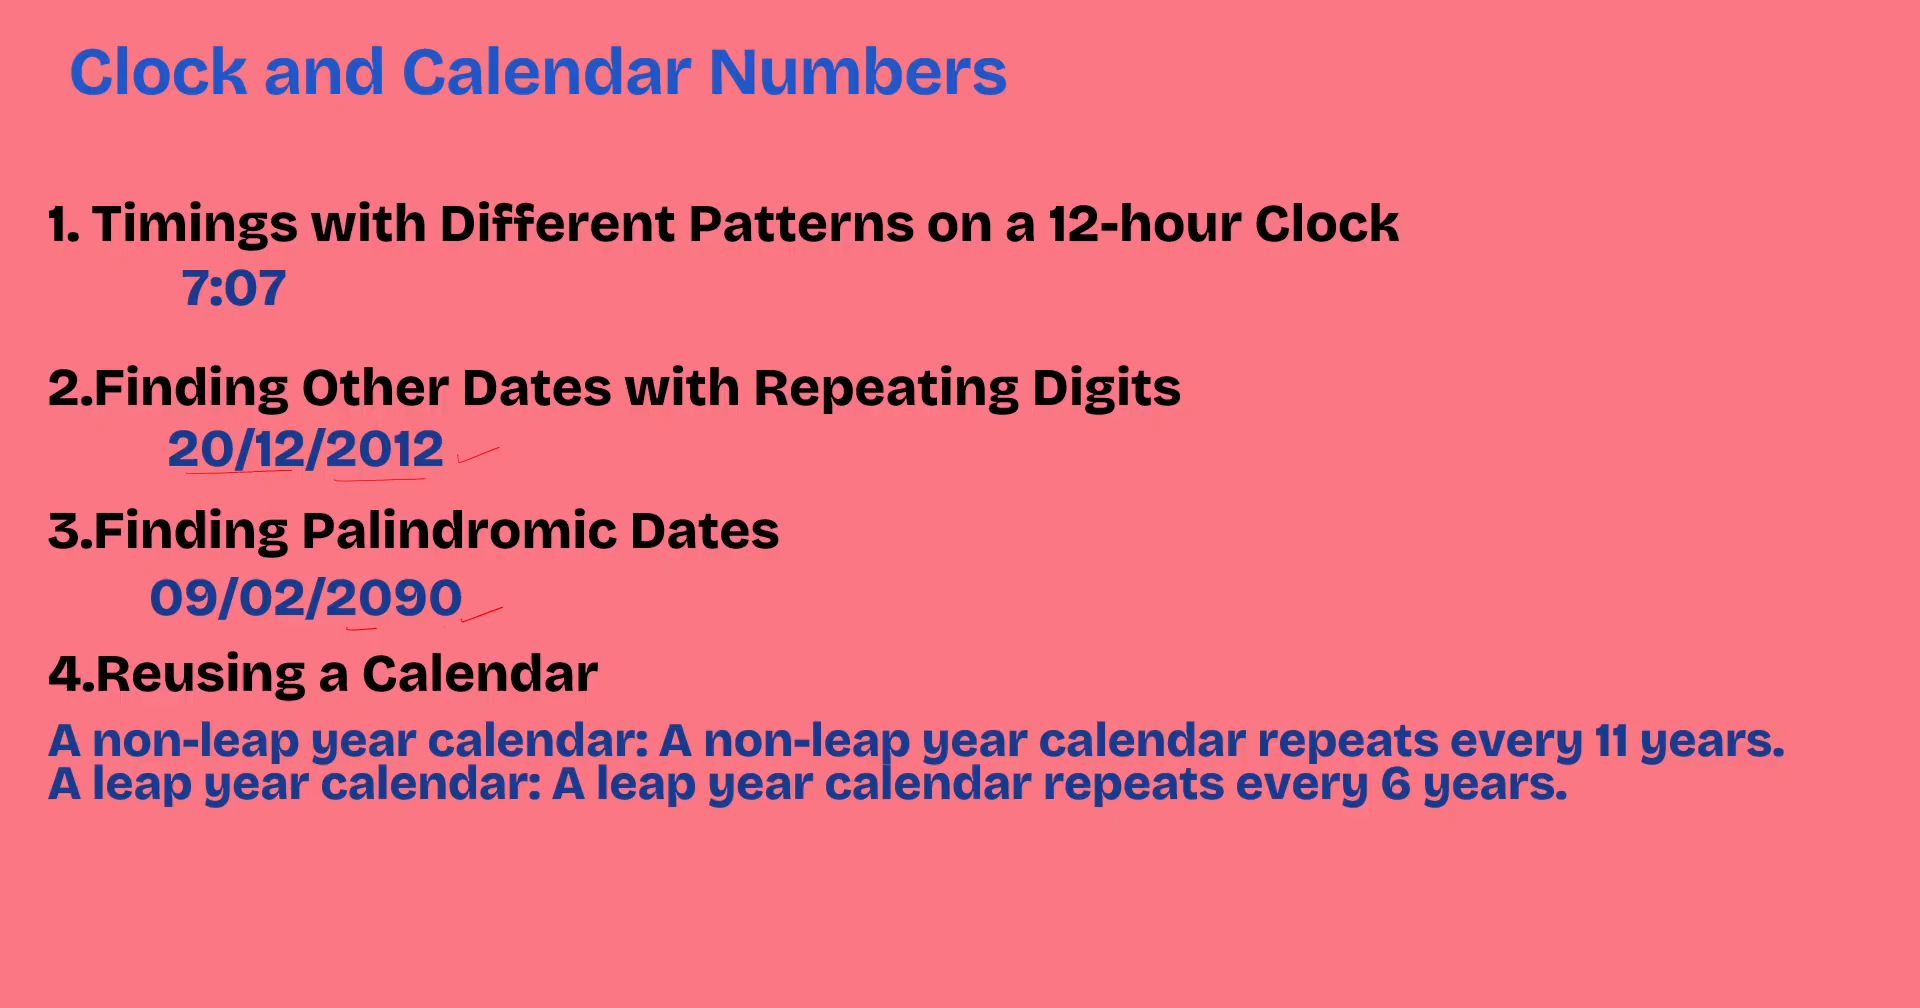 Clock and Calendar Numbers
1. Timings with Different Patterns on a 12-hour Clock
7:07
2.Finding Other Dates with Repeating Digits
20/12/2012
3.Finding Palindromic Dates
09/02/2090
4.Reusing a Calendar
A non-leap year calendar: A non-leap year calendar repeats every 11 years.
A leap year calendar: A leap year calendar repeats every 6 years.